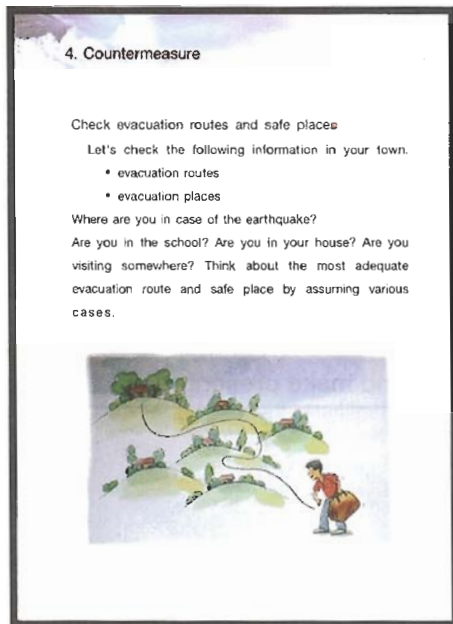 4. Countermeasure
Check evacuation routes and safe places
Let's check the following information in your town.
• evacuation routes
• evacuation places
Where are you in case of the earthquake?
Are you in the school? Are you in your house? Are you
visiting somewhere? Think about the most adequate
evacuation route and safe place by assuming various
cases.